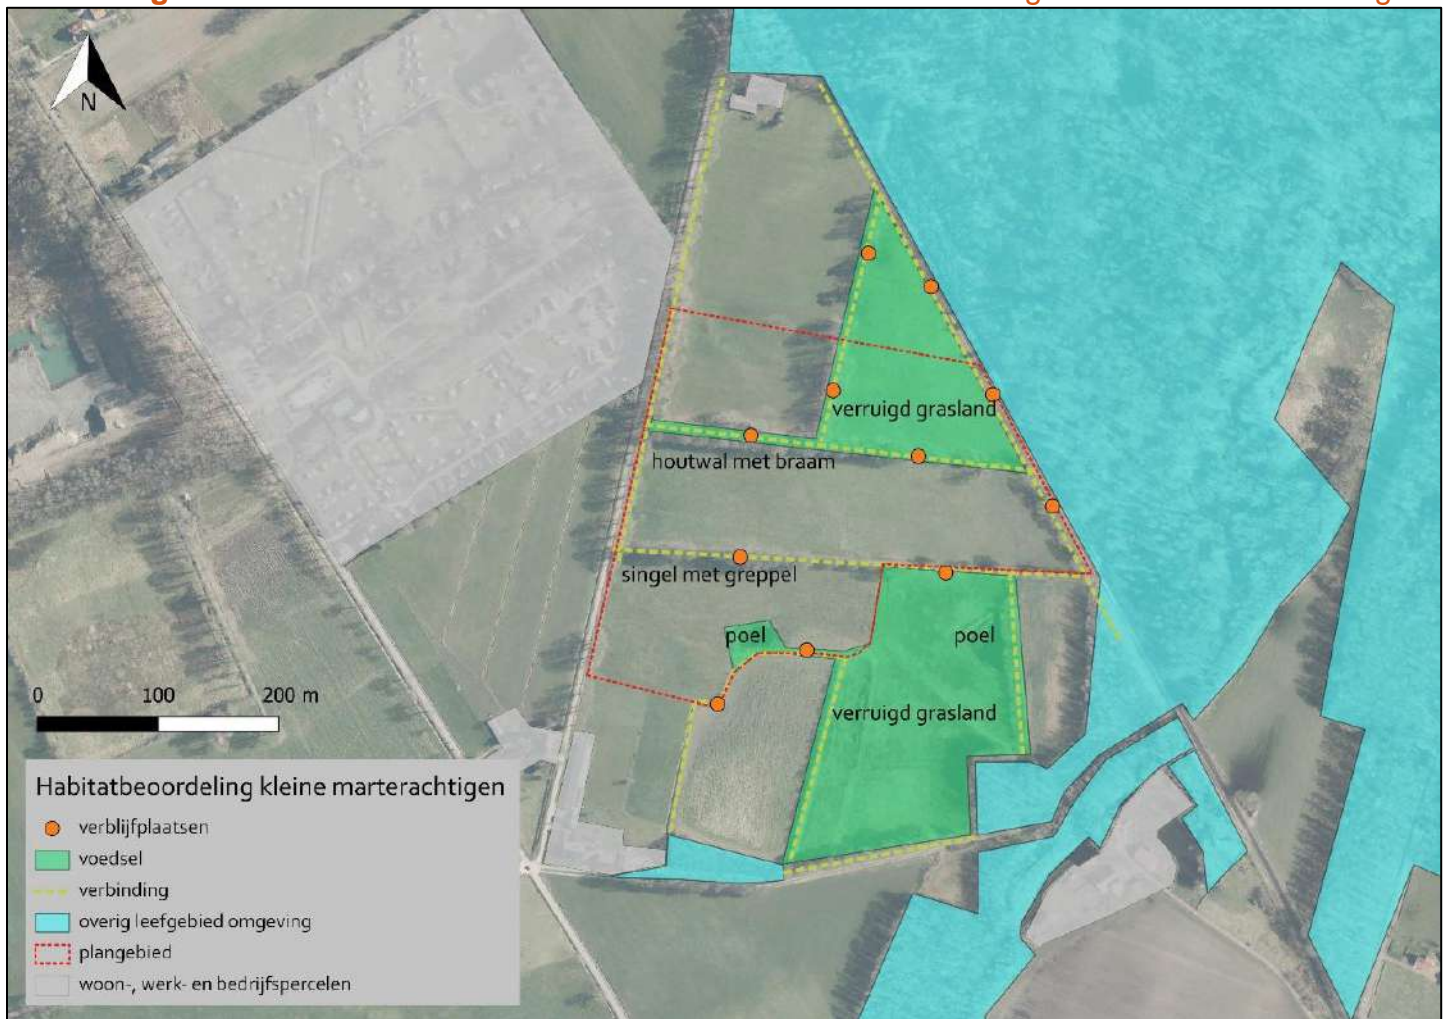 N
verruigd grasland
houtwal met braam
singel met greppel
poel
poel
verruigd grasland
0 100 200 m
Habitatbeoordeling kleine marterachtigen
verblijfplaatsen
voedsel
verbinding
overig leefgebied omgeving
plangebied
woon-, werk- en bedrijfspercelen